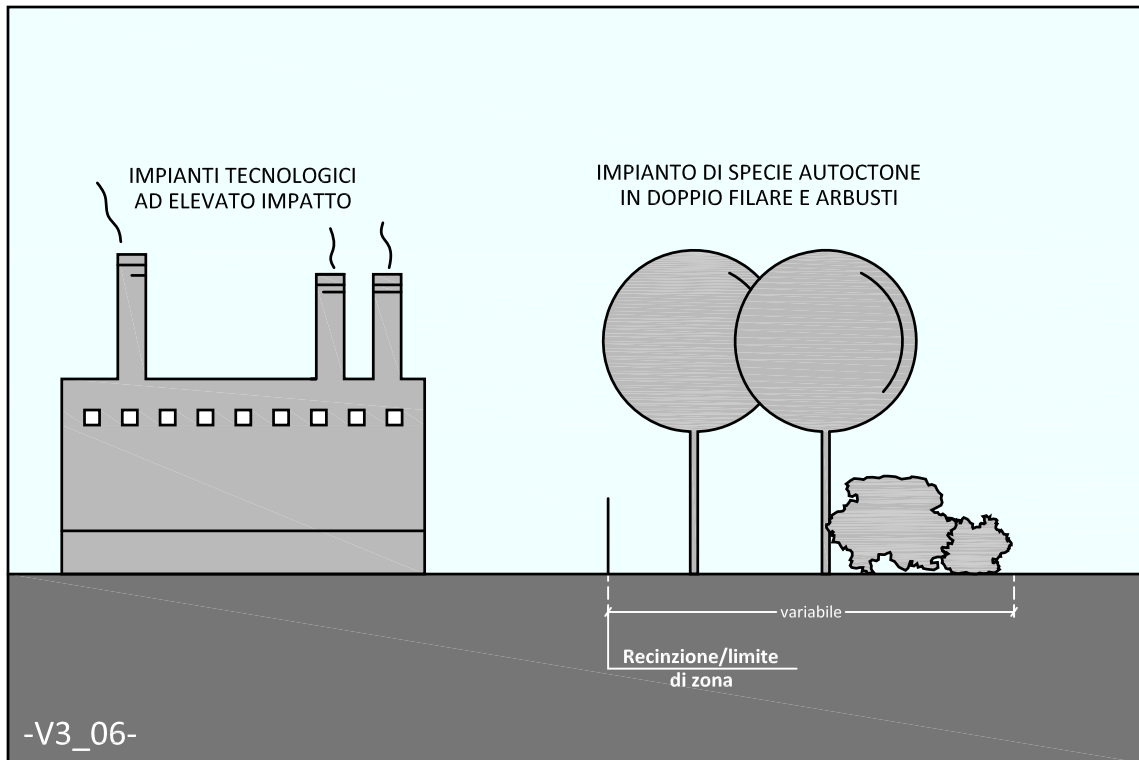 IMPIANTI TECNOLOGICI
AD ELEVATO IMPATTO
IMPIANTO DI SPECIE AUTOCTONE
IN DOPPIO FILARE E ARBUSTI
variabile
Recinzione/limite
di zona
-V3_06-